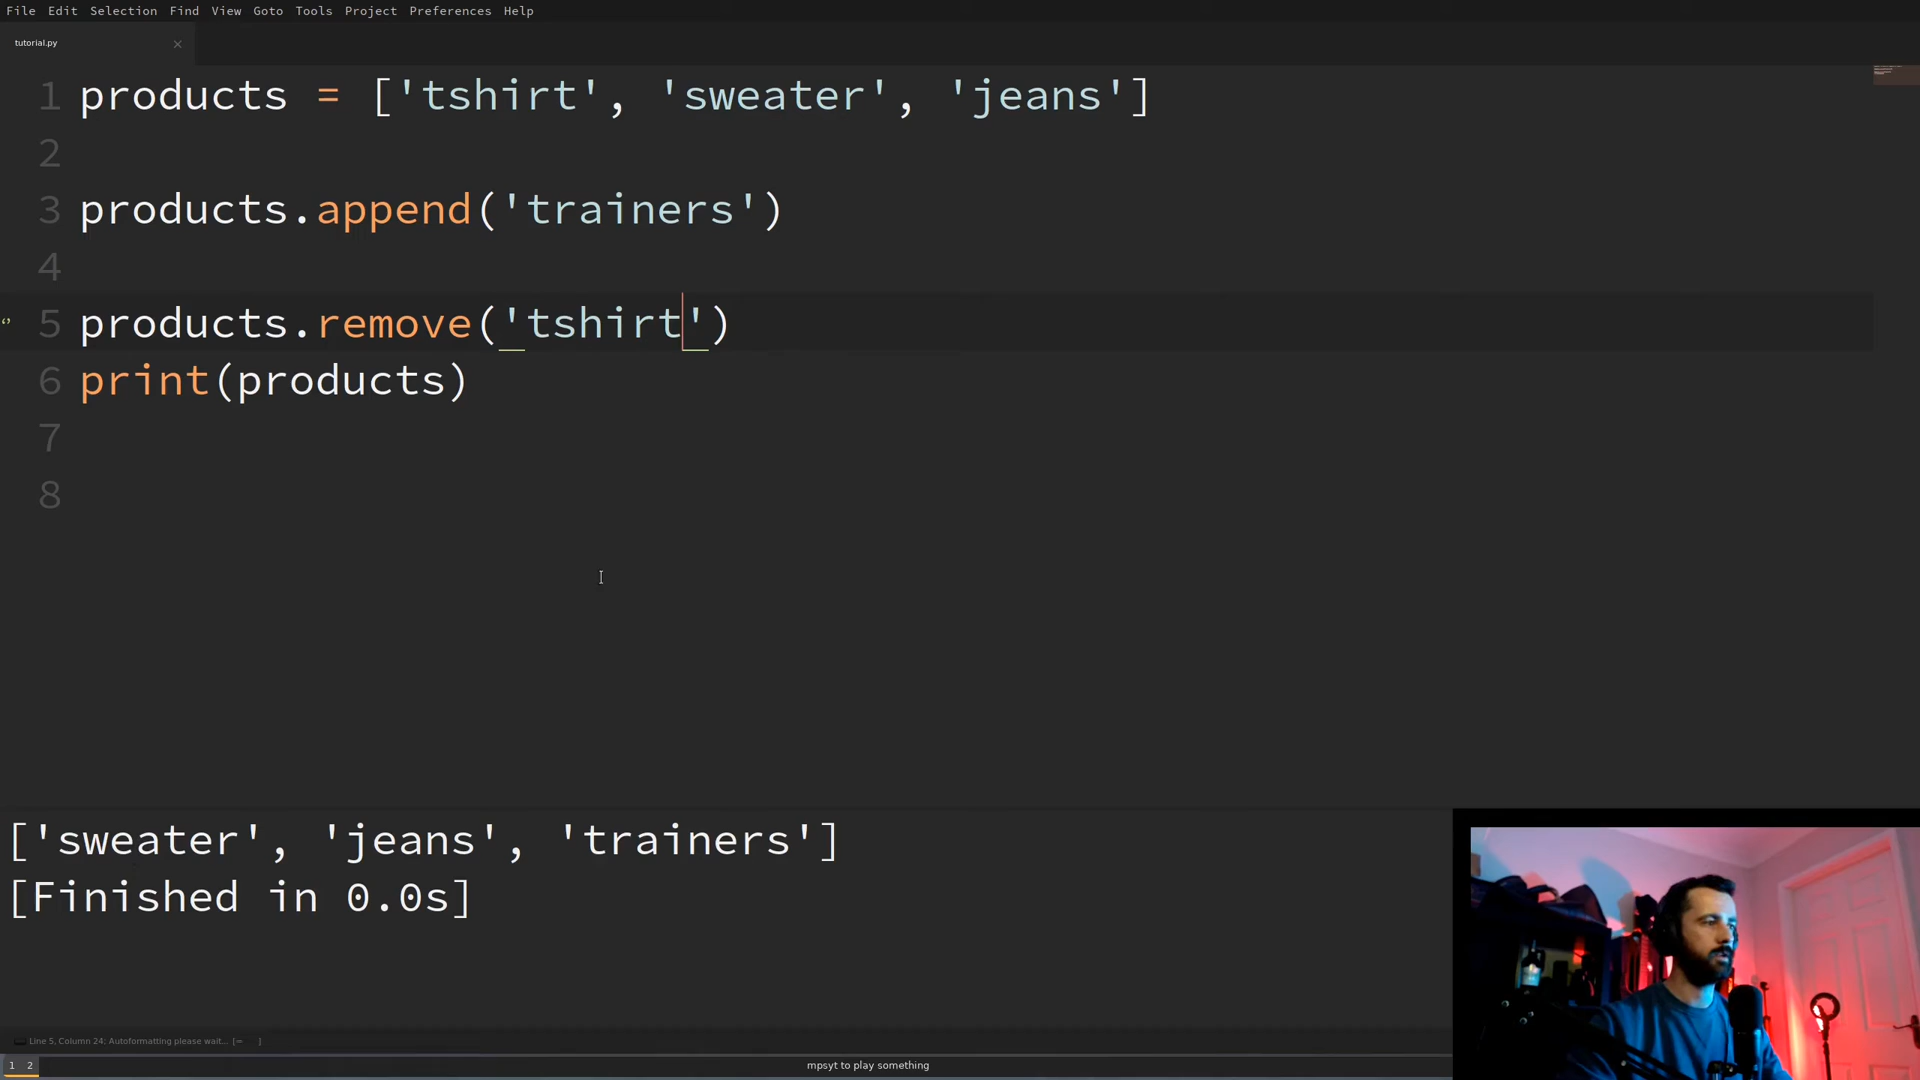 File Edit Selection Find View Goto Tools Project Preferences Help
tutorial.py
1 products = ['tshirt', 'sweater', 'jeans']
2
3 products.append('trainers')
4
5 products.remove('tshirt')
6 print(products)
7
8
['sweater', 'jeans', 'trainers']
[Finished in 0.0s]
Line 5, Column 24; Autoformatting please wait... [= ]
1 2 mpsyt to play something